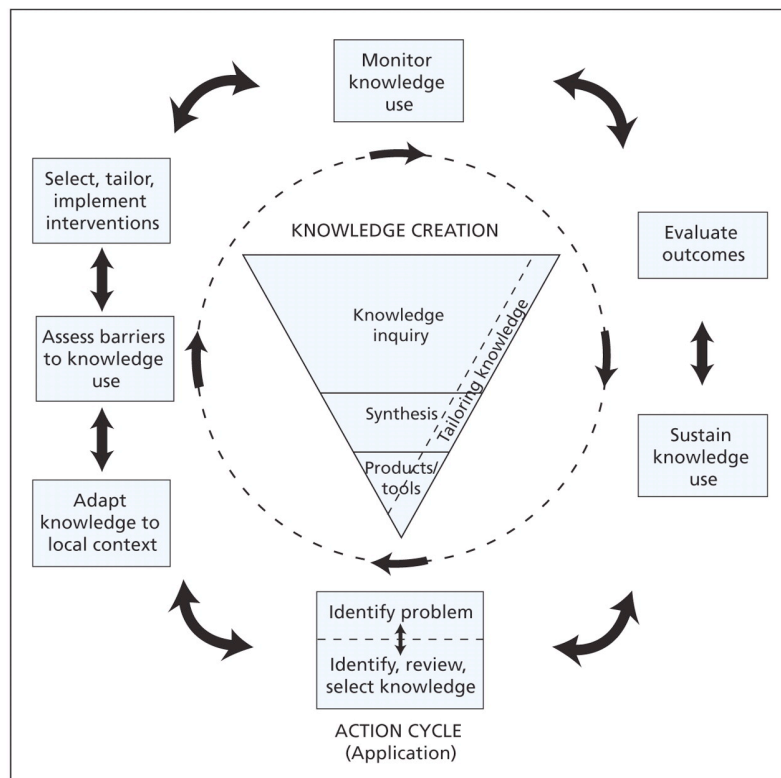 Monitor
knowledge
use
Select, tailor,
implement
interventions
Evaluate
outcomes
KNOWLEDGE CREATION
Knowledge
inquiry
Tailoring knowledge
Synthesis
Products/
tools
Assess barriers
to knowledge
use
Sustain
knowledge
use
Adapt
knowledge to
local context
Identify problem
Identify, review,
select knowledge
ACTION CYCLE
(Application)